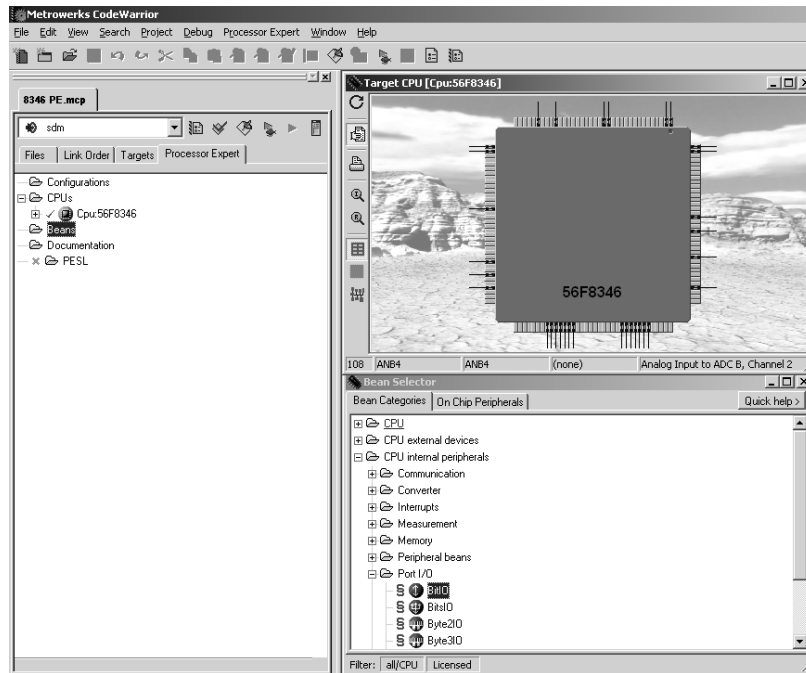 Metrowerks CodeWarrior
File Edit View Search Project Debug Processor Expert Window Help
8346 PE.mcp
sdm
Files Link Order Targets Processor Expert
Configurations
CPUs
Cpu:56F8346
Beans
Documentation
PESL
Target CPU [Cpu:56F8346]
56F8346
108 ANB4 ANB4 (none) Analog Input to ADC B, Channel 2
Bean Selector
Bean Categories On Chip Peripherals Quick help >
CPU
CPU external devices
CPU internal peripherals
Communication
Converter
Interrupts
Measurement
Memory
Peripheral beans
Port I/O
BitIO
BitsIO
Byte2IO
Byte3IO
Filter: all/CPU Licensed